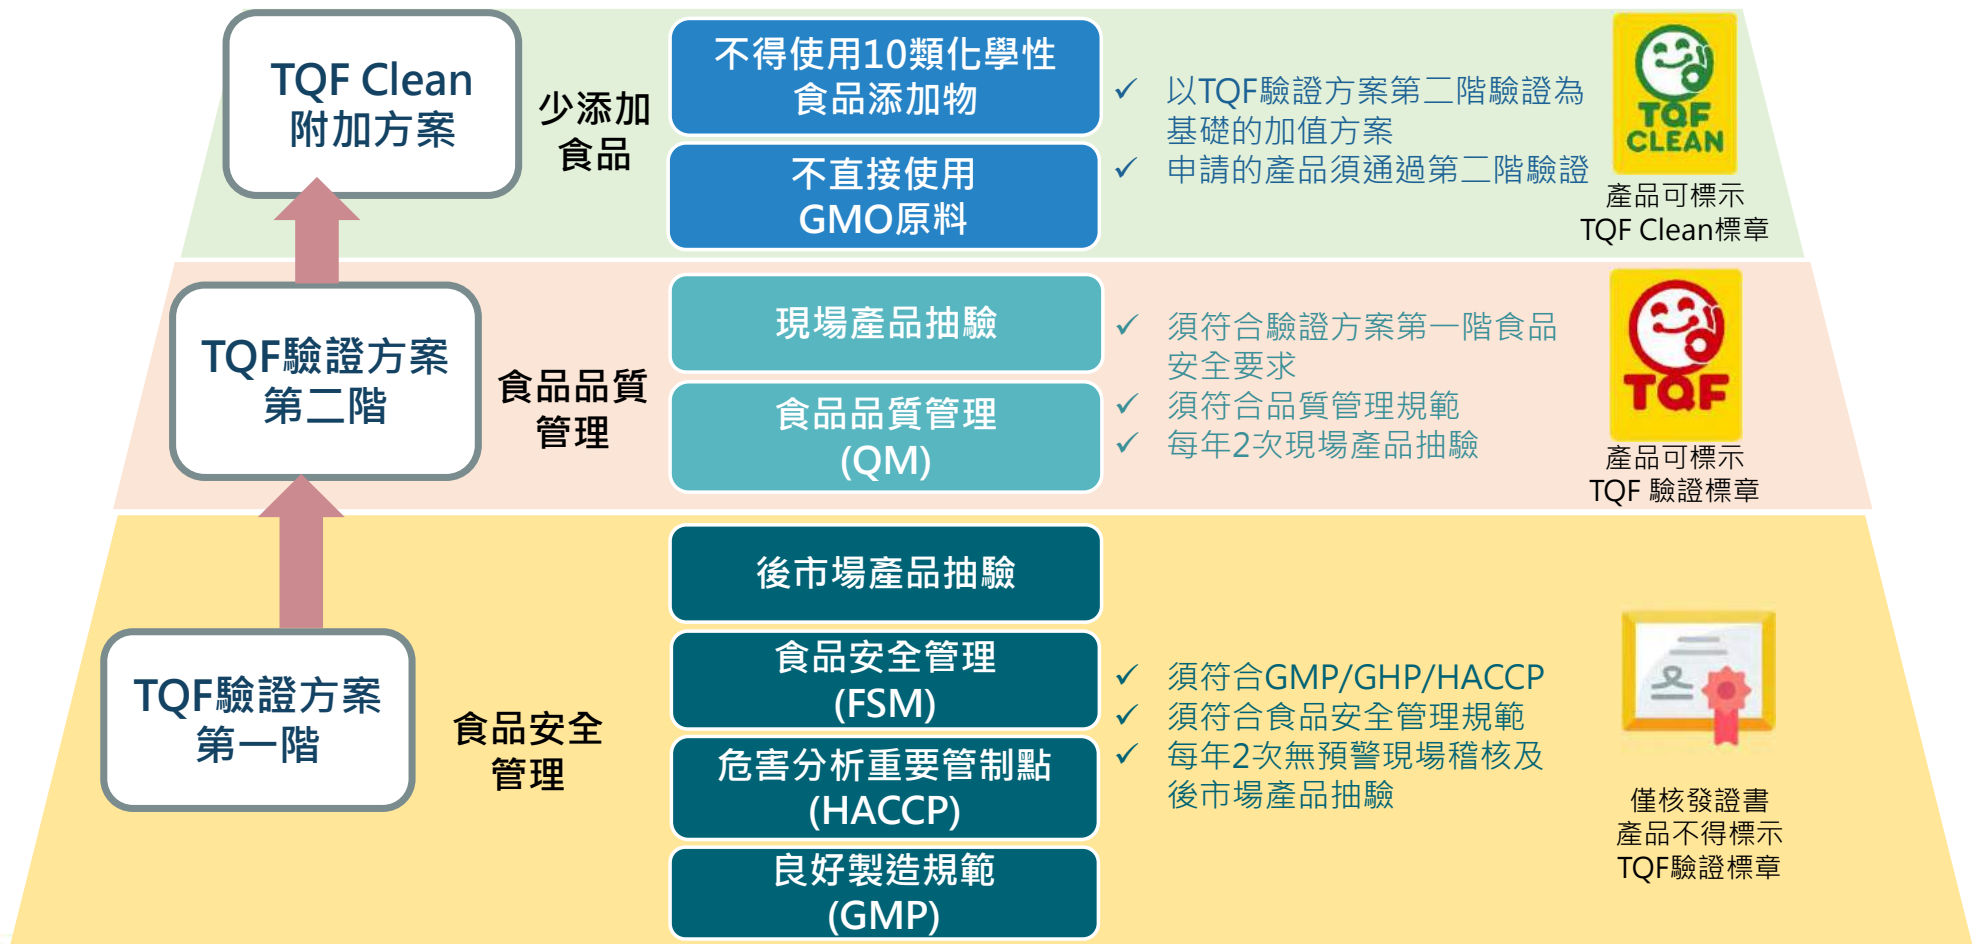 TQF Clean
附加方案
少添加
食品
不得使用10類化學性
食品添加物
不直接使用
GMO原料
✓ 以TQF驗證方案第二階驗證為
基礎的加值方案
✓ 申請的產品須通過第二階驗證
TQF
CLEAN
產品可標示
TQF Clean標章
TQF驗證方案
第二階
食品品質
管理
現場產品抽驗
食品品質管理
(QM)
✓ 須符合驗證方案第一階食品
安全要求
✓ 須符合品質管理規範
✓ 每年2次現場產品抽驗
TQF
產品可標示
TQF 驗證標章
TQF驗證方案
第一階
食品安全
管理
後市場產品抽驗
食品安全管理
(FSM)
危害分析重要管制點
(HACCP)
良好製造規範
(GMP)
✓ 須符合GMP/GHP/HACCP
✓ 須符合食品安全管理規範
✓ 每年2次無預警現場稽核及
後市場產品抽驗
僅核發證書
產品不得標示
TQF驗證標章